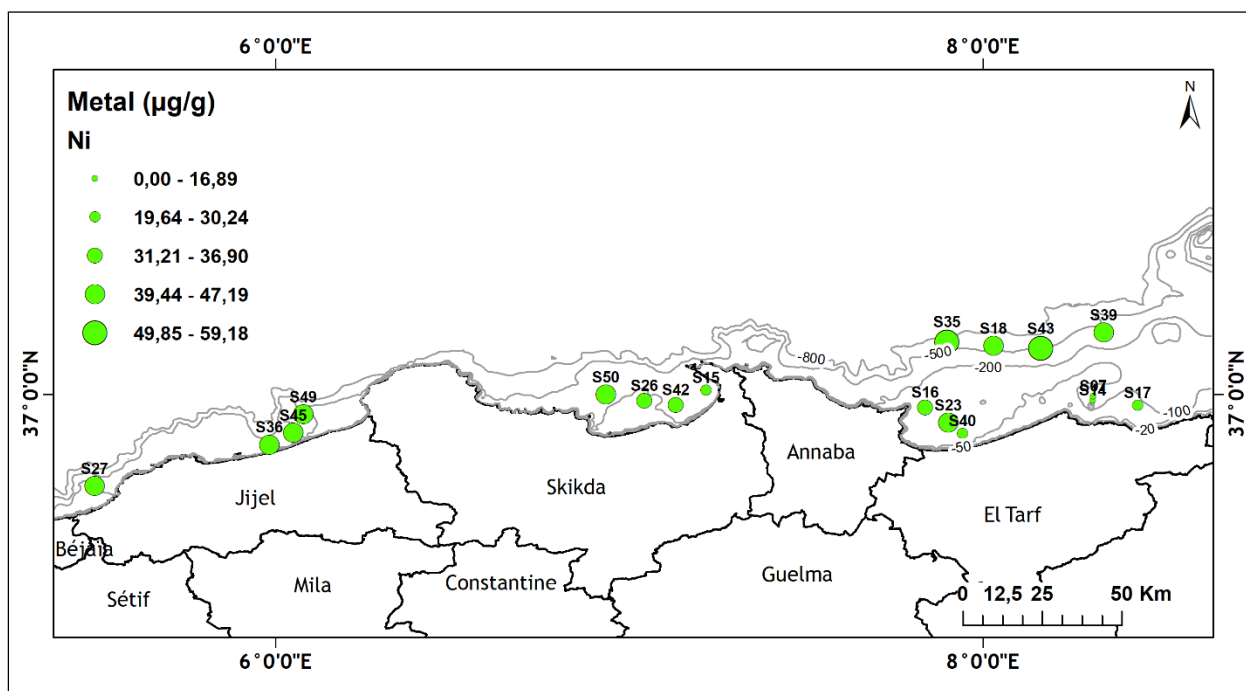 6°0'0"E 8°0'0"E
Metal (µg/g)
Ni
0,00 - 16,89
19,64 - 30,24
31,21 - 36,90
39,44 - 47,19
49,85 - 59,18
N
37°0'0"N
37°0'0"N
S35
S18
S43
S39
-800
-500
-200
S49
S45
S36
S27
S50
S26
S42
S15
S16
S23
S40
S17
-100
-20
-50
Jijel
Skikda
Annaba
El Tarf
Béjaia
Sétif
Mila
Constantine
Guelma
0 12,5 25 50 Km
6°0'0"E 8°0'0"E